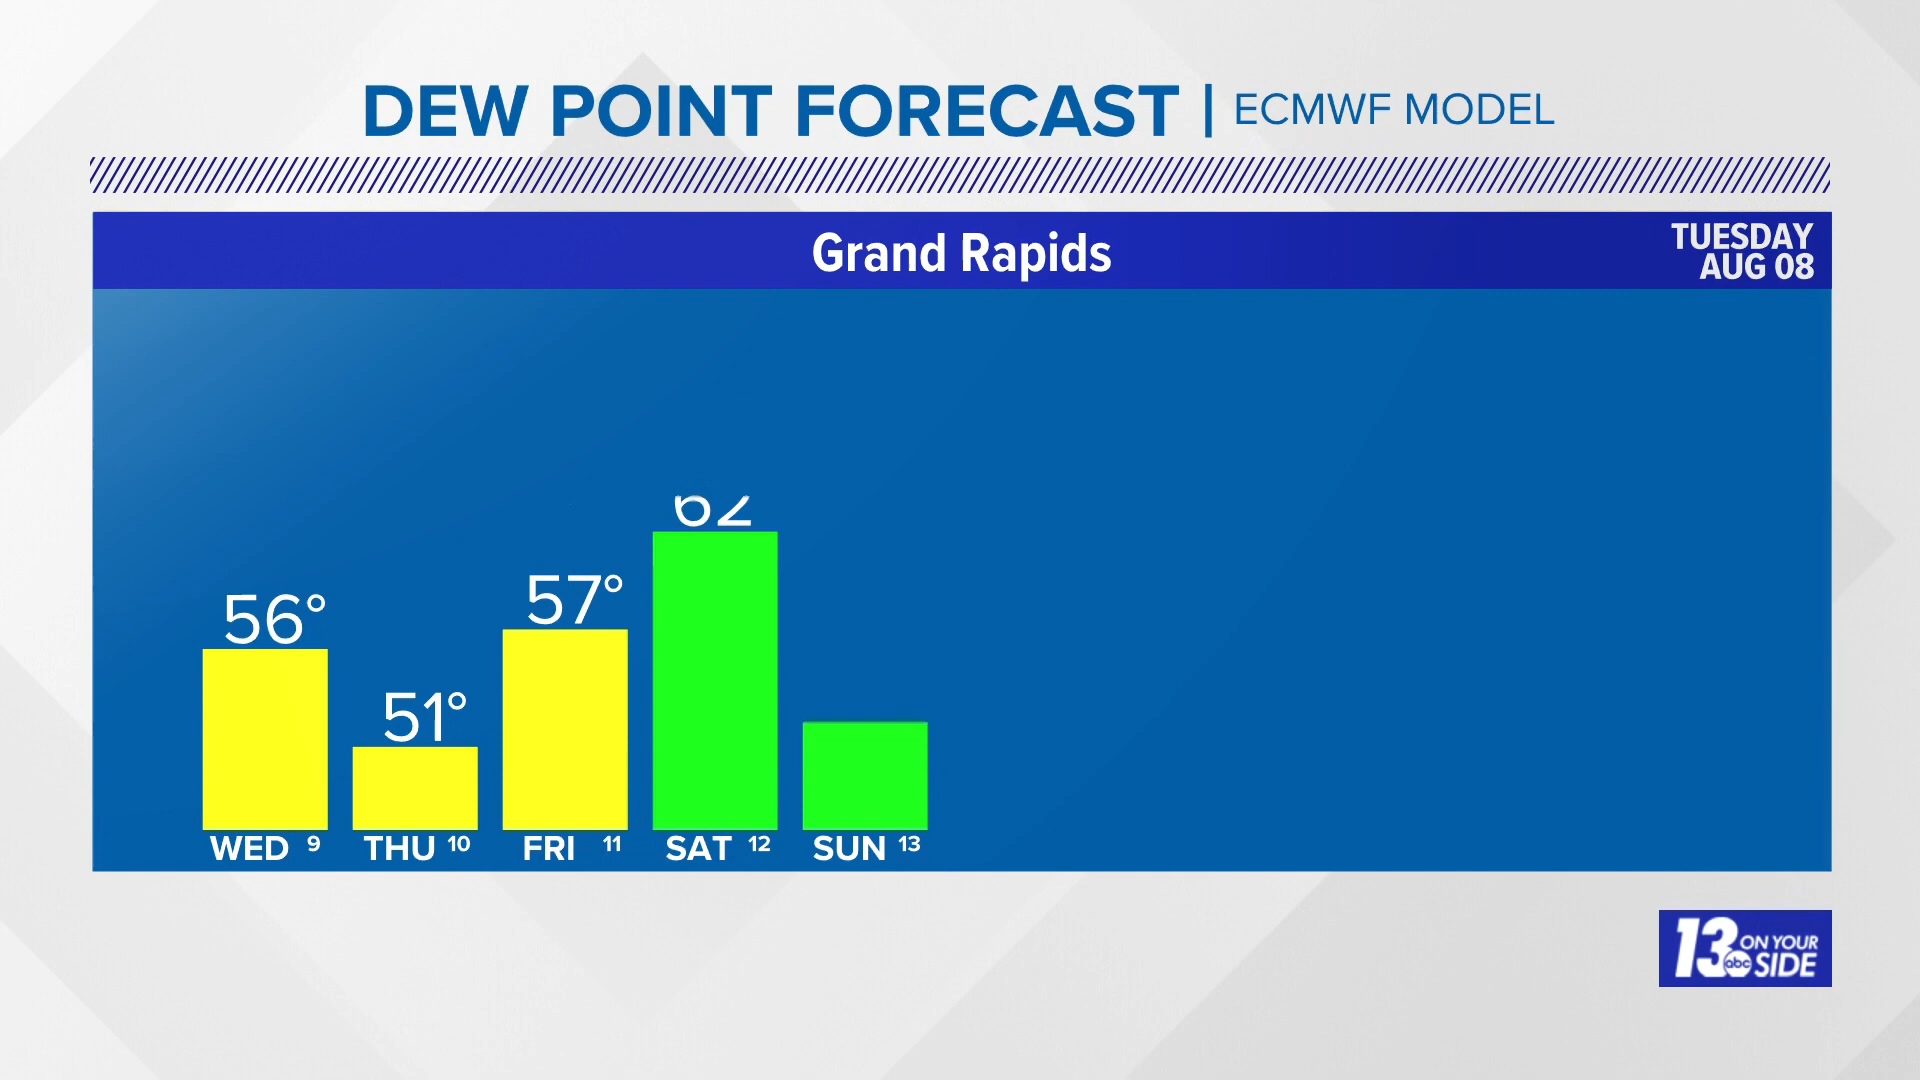 DEW POINT FORECAST | ECMWF MODEL
Grand Rapids
TUESDAY
AUG 08
62
57°
56°
51°
WED 9 THU 10 FRI 11 SAT 12 SUN 13
13 ON YOUR
abc SIDE